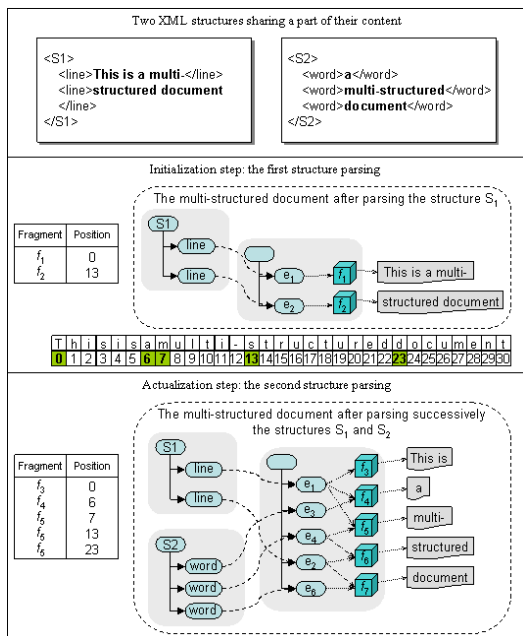 Two XML structures sharing a part of their content
<S1>
<line>This is a multi-</line>
<line>structured document
</line>
</S1>
<S2>
<word>a</word>
<word>multi-structured</word>
<word>document</word>
</S2>
Initialization step: the first structure parsing
The multi-structured document after parsing the structure S1
Fragment Position
f1 0
f2 13
S1
line
line
e1
e2
f1
f2
This is a multi-
structured document
T h i s i s a m u l t i - s t r u c t u r e d d o c u m e n t
0 1 2 3 4 5 6 7 8 9 10 11 12 13 14 15 16 17 18 19 20 21 22 23 24 25 26 27 28 29 30
Actualization step: the second structure parsing
The multi-structured document after parsing successively
the structures S1 and S2
Fragment Position
f3 0
f4 6
f5 7
f5 13
f5 23
S1
line
line
S2
word
word
word
e1
e3
e4
e2
e6
f3
f4
f5
f6
f7
This is
a
multi-
structured
document